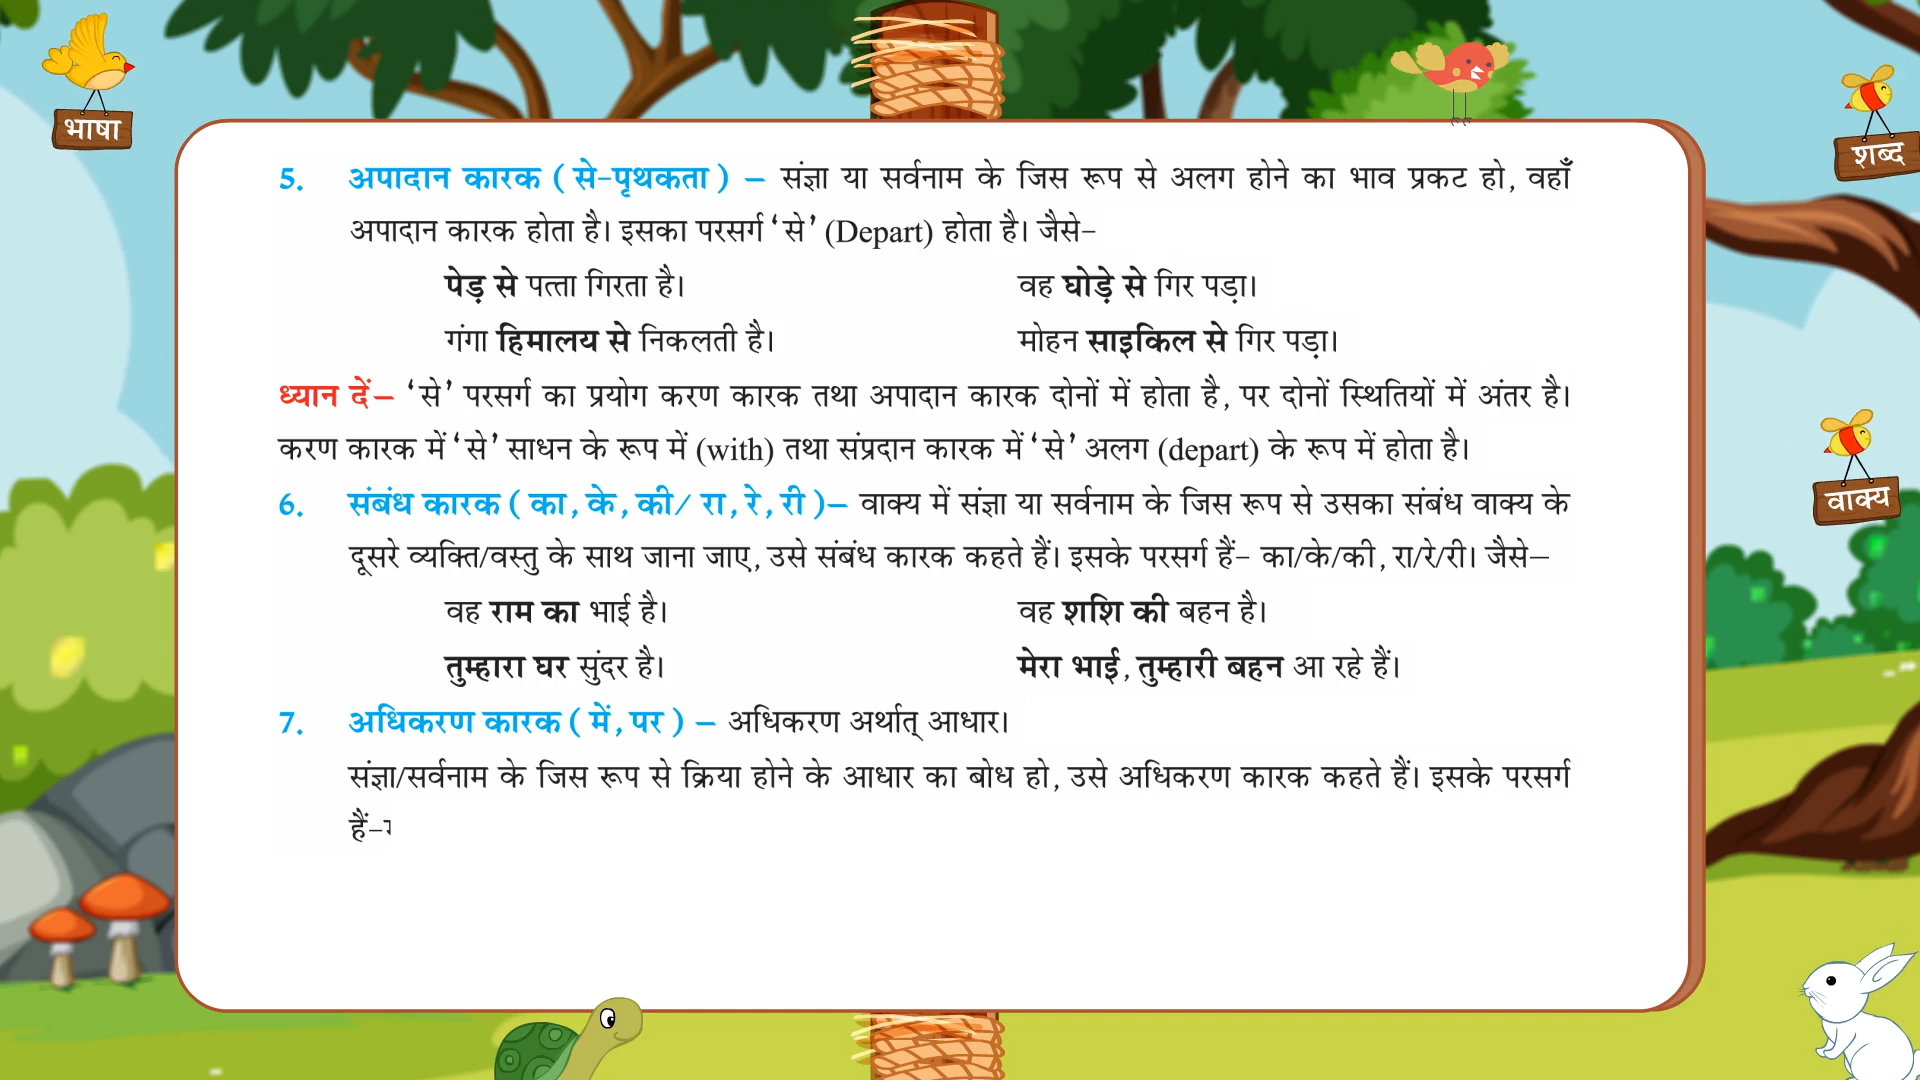 भाषा
शब्द
5. अपादान कारक ( से-पृथकता ) – संज्ञा या सर्वनाम के जिस रूप से अलग होने का भाव प्रकट हो, वहाँ
अपादान कारक होता है। इसका परसर्ग ‘से’ (Depart) होता है। जैसे-
पेड़ से पत्ता गिरता है। वह घोड़े से गिर पड़ा।
गंगा हिमालय से निकलती है। मोहन साइकिल से गिर पड़ा।
ध्यान दें– ‘से’ परसर्ग का प्रयोग करण कारक तथा अपादान कारक दोनों में होता है, पर दोनों स्थितियों में अंतर है।
करण कारक में ‘से’ साधन के रूप में (with) तथा संप्रदान कारक में ‘से’ अलग (depart) के रूप में होता है।
वाक्य
6. संबंध कारक ( का, के, की/ रा, रे, री )– वाक्य में संज्ञा या सर्वनाम के जिस रूप से उसका संबंध वाक्य के
दूसरे व्यक्ति/वस्तु के साथ जाना जाए, उसे संबंध कारक कहते हैं। इसके परसर्ग हैं- का/के/की, रा/रे/री। जैसे–
वह राम का भाई है। वह शशि की बहन है।
तुम्हारा घर सुंदर है। मेरा भाई, तुम्हारी बहन आ रहे हैं।
7. अधिकरण कारक ( में, पर ) – अधिकरण अर्थात् आधार।
संज्ञा/सर्वनाम के जिस रूप से क्रिया होने के आधार का बोध हो, उसे अधिकरण कारक कहते हैं। इसके परसर्ग
हैं–